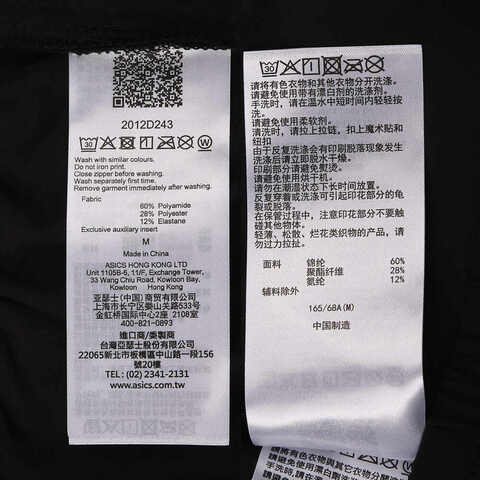 2012D243
Wash with similar colours.
Do not iron print.
Close zipper before washing.
Wash separately first time.
Remove garment immediately after washing.
Fabric
60% Polyamide
28% Polyester
12% Elastane
Exclusive auxiliary insert
M
Made in China
ASICS HONG KONG LTD
Unit 1105B-5, 11/F, Exchange Tower,
33 Wang Chiu Road, Kowloon Bay,
Kowloon Hong Kong
亚瑟士(中国)商贸有限公司
上海市长宁区娄山关路533号
金虹桥国际中心Ⅱ座 2108室
400-820-0893
進口商/委製商
台灣亞瑟士股份有限公司
22065新北市板橋區中山路一段156
號20樓
TEL: (02) 2341-2131
www.asics.com.tw
请将有色衣物和其他衣物分开洗涤。
请避免使用带有漂白剂的洗涤剂。
手洗时,请在温水中短时间内轻轻按
洗。
请避免使用柔软剂。
洗涤时,请拉上拉链,扣上魔术贴和
纽扣
由于反复洗涤会有印刷脱落现象发生
洗涤后请立即脱水干燥。
印刷部分请避免熨烫。
请避免使用烘干机。
请勿在潮湿状态下长时间放置。
反复穿着或洗涤可引起印花部份的龟
裂或脱落。
在保管过程中,注意印花部分不要触
碰其他物体。
轻薄、松散、烂花类织物的产品,请
勿过力拉扯。
面料 锦纶 60%
聚酯纤维 28%
氨纶 12%
辅料除外
165/68A(M)
中国制造